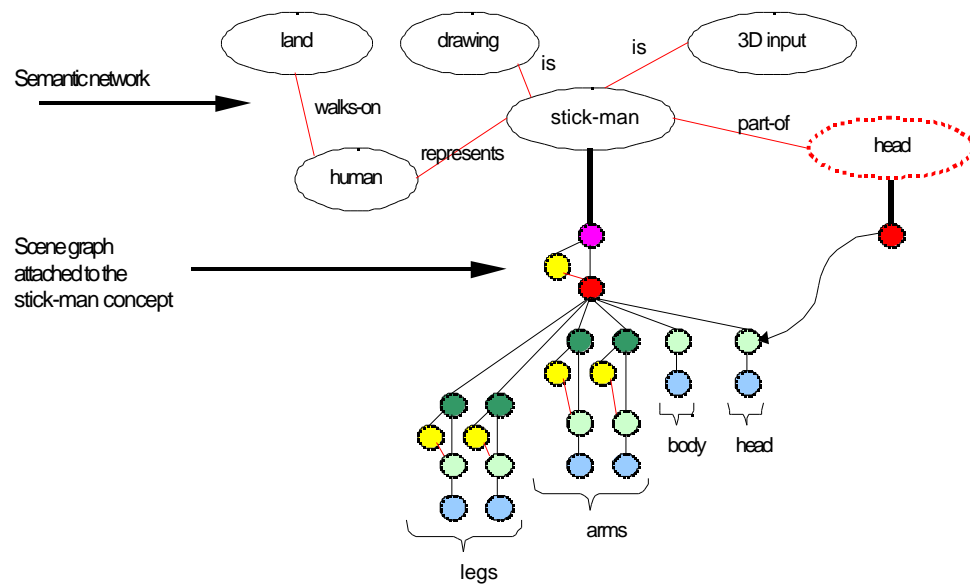 land
drawing
3D input
is
is
Semantic network
walks-on
stick-man
part-of
head
represents
human
Scene graph
attached to the
stick-man concept
body
head
arms
legs